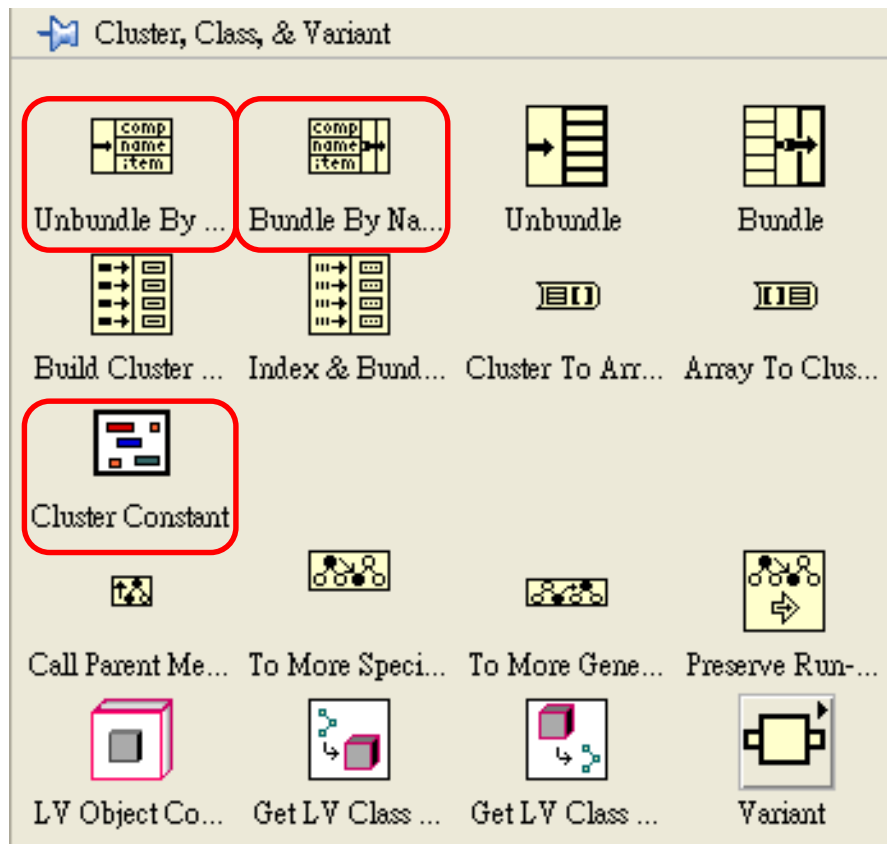 Cluster, Class, & Variant
comp
name
item
comp
name
item
Unbundle By ... Bundle By Na... Unbundle Bundle
Build Cluster ... Index & Bund... Cluster To Arr... Array To Clus...
Cluster Constant
Call Parent Me... To More Speci... To More Gene... Preserve Run-...
LV Object Co... Get LV Class ... Get LV Class ... Variant